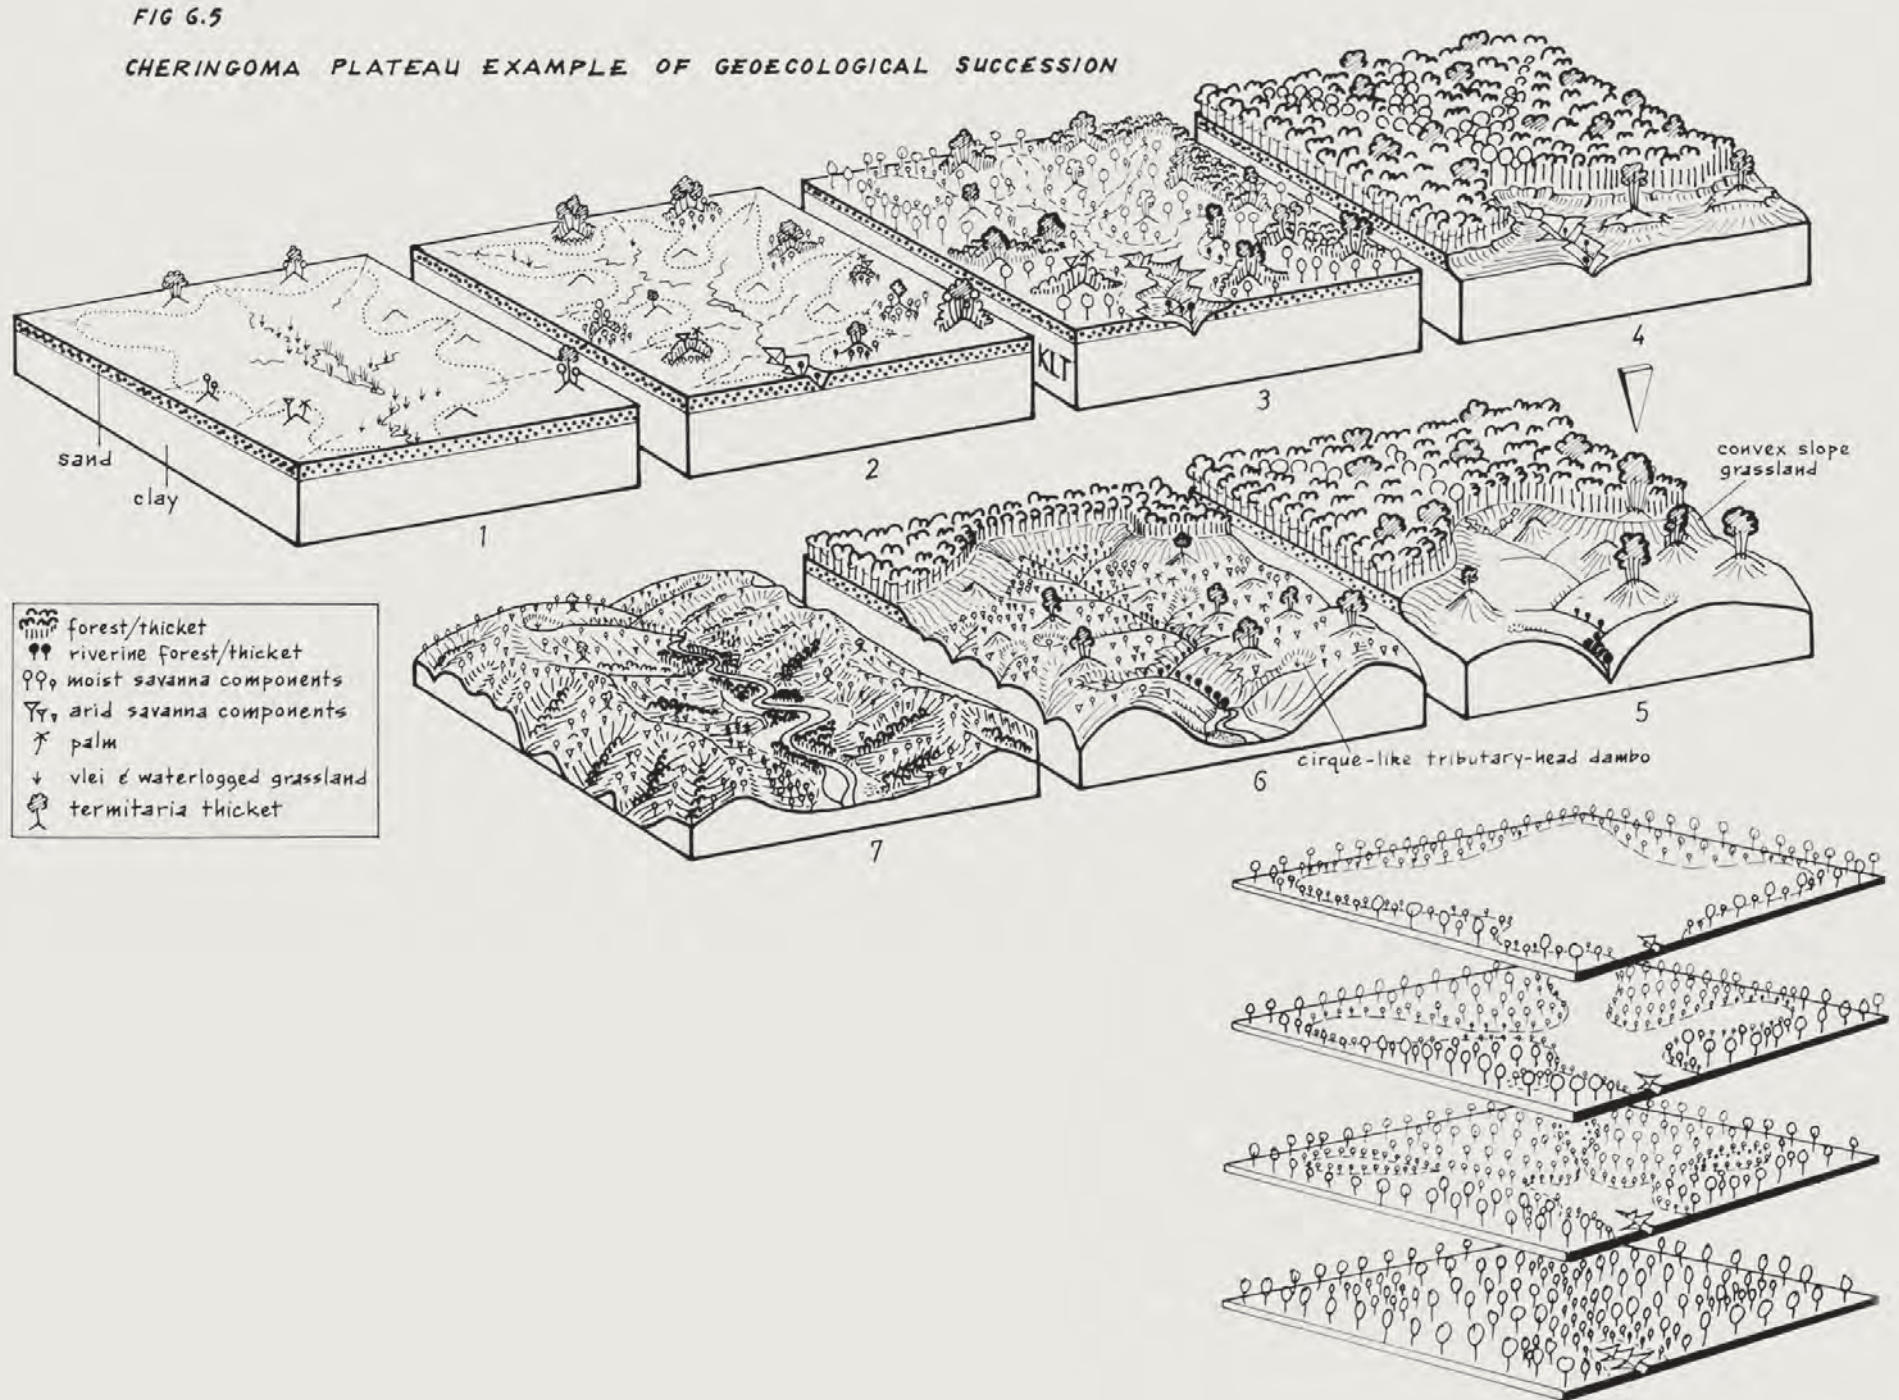 FIG 6.5
CHERINGOMA PLATEAU EXAMPLE OF GEOECOLOGICAL SUCCESSION
4
KLT
3
2
sand
clay
1
convex slope
grassland
5
cirque-like tributary-head dambo
6
7
forest/thicket
riverine forest/thicket
moist savanna components
arid savanna components
palm
vlei & waterlogged grassland
termitaria thicket